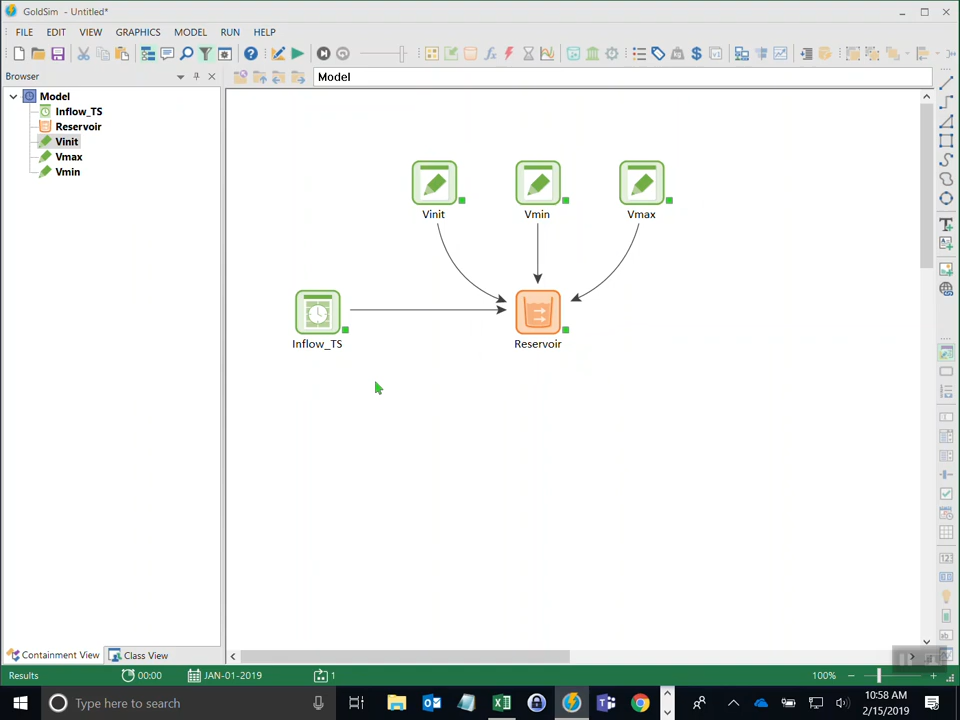 GoldSim - Untitled*
FILE EDIT VIEW GRAPHICS MODEL RUN HELP
Browser
Model
Model
Inflow_TS
Reservoir
Vinit
Vmax
Vmin
Vinit Vmin Vmax
Inflow_TS Reservoir
Containment View Class View
Results 00:00 JAN-01-2019 1 100%
Type here to search
10:58 AM
2/15/2019